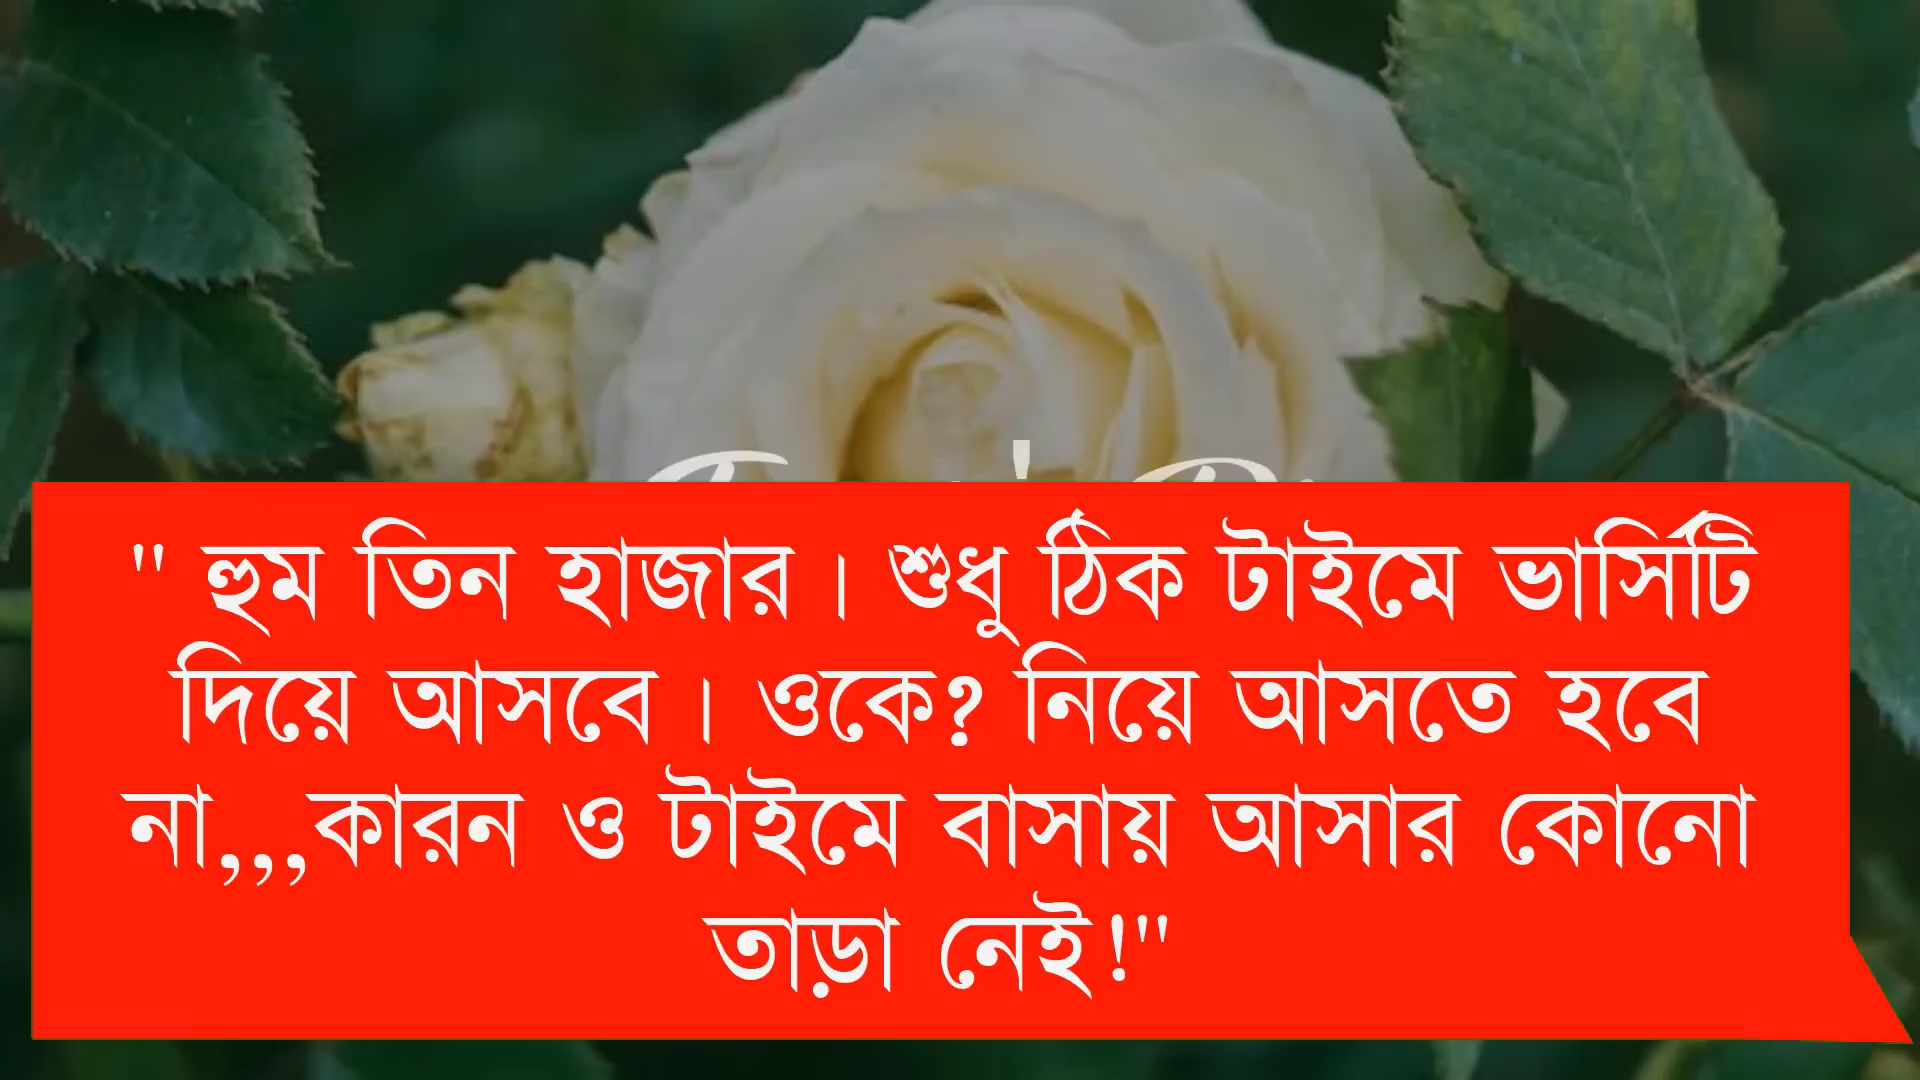 " হুম তিন হাজার। শুধু ঠিক টাইমে ভার্সিটি
দিয়ে আসবে। ওকে? নিয়ে আসতে হবে
না,,,কারন ও টাইমে বাসায় আসার কোনো
তাড়া নেই!"